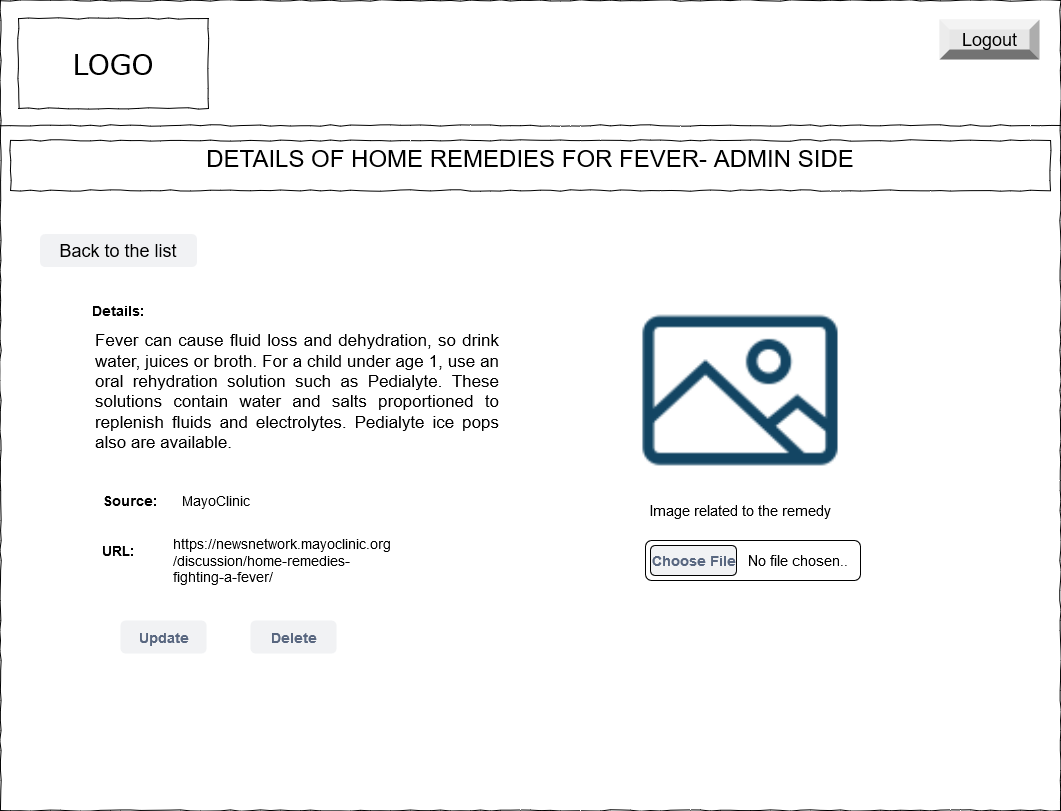 LOGO
Logout
DETAILS OF HOME REMEDIES FOR FEVER- ADMIN SIDE
Back to the list
Details:
Fever can cause fluid loss and dehydration, so drink
water, juices or broth. For a child under age 1, use an
oral rehydration solution such as Pedialyte. These
solutions contain water and salts proportioned to
replenish fluids and electrolytes. Pedialyte ice pops
also are available.
Source: MayoClinic
URL: https://newsnetwork.mayoclinic.org
/discussion/home-remedies-
fighting-a-fever/
Update Delete
Image related to the remedy
Choose File No file chosen..